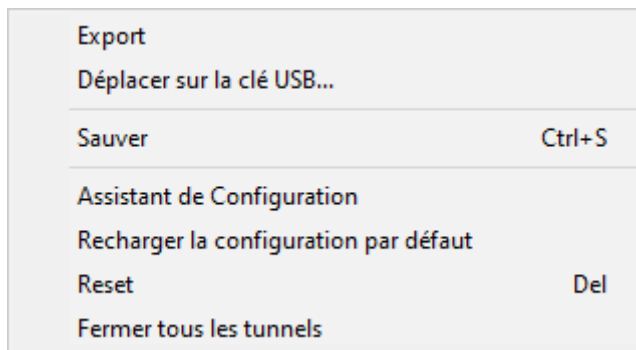 Export
Déplacer sur la clé USB...
Sauver Ctrl+S
Assistant de Configuration
Recharger la configuration par défaut
Reset Del
Fermer tous les tunnels